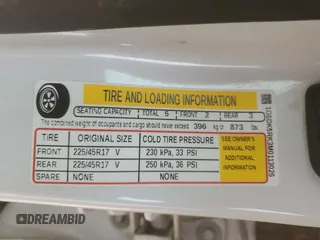 TIRE AND LOADING INFORMATION
SEATING CAPACITY TOTAL 5 FRONT 2 REAR 3
The combined weight of occupants and cargo should never exceed 396 kg or 873 lbs
TIRE ORIGINAL SIZE COLD TIRE PRESSURE
FRONT 225/45R17 V 230 kPa, 33 PSI
REAR 225/45R17 V 250 kPa, 36 PSI
SPARE NONE NONE
SEE OWNER'S
MANUAL FOR
ADDITIONAL
INFORMATION
DREAMBID